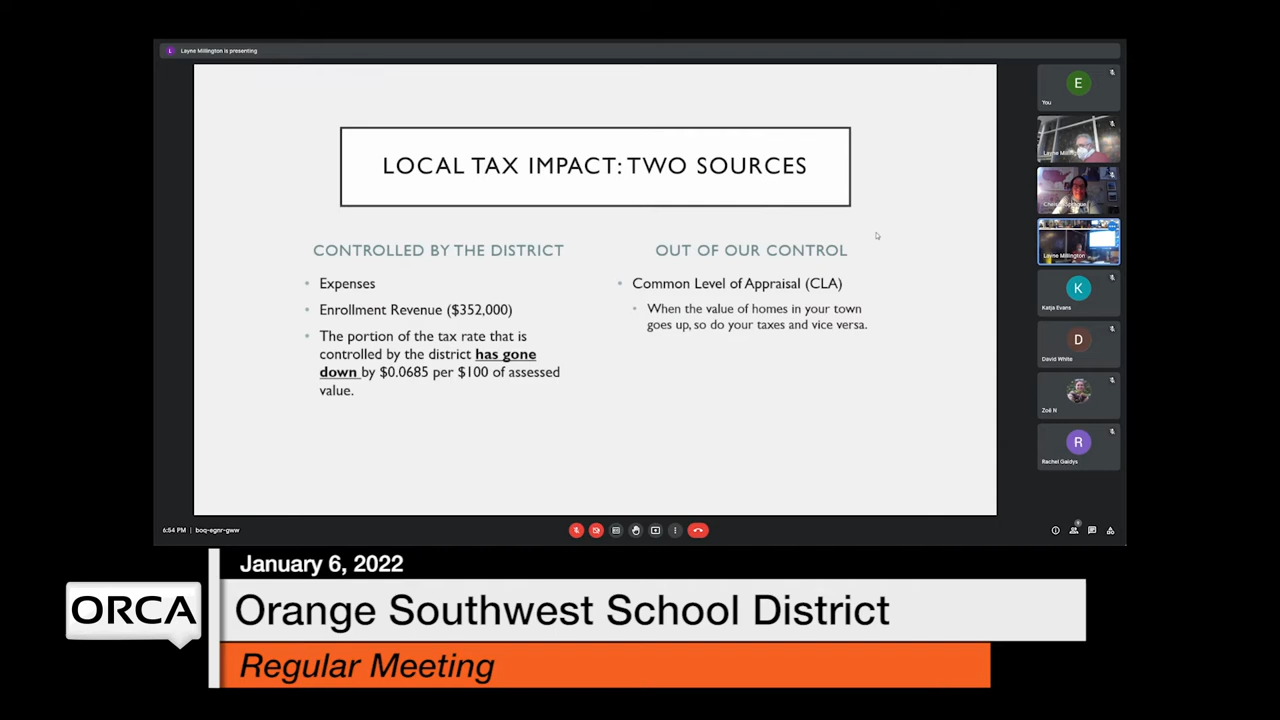 Layne Millington is presenting
LOCAL TAX IMPACT: TWO SOURCES
CONTROLLED BY THE DISTRICT
• Expenses
• Enrollment Revenue ($352,000)
• The portion of the tax rate that is
controlled by the district has gone
down by $0.0685 per $100 of assessed
value.
OUT OF OUR CONTROL
• Common Level of Appraisal (CLA)
• When the value of homes in your town
goes up, so do your taxes and vice versa.
E
You
Layne Millington
Layne Millington
K
Katja Evans
D
David White
Zoë N
R
Rachel Gaidys
6:54 PM | boq-egnr-gww
January 6, 2022
ORCA
Orange Southwest School District
Regular Meeting